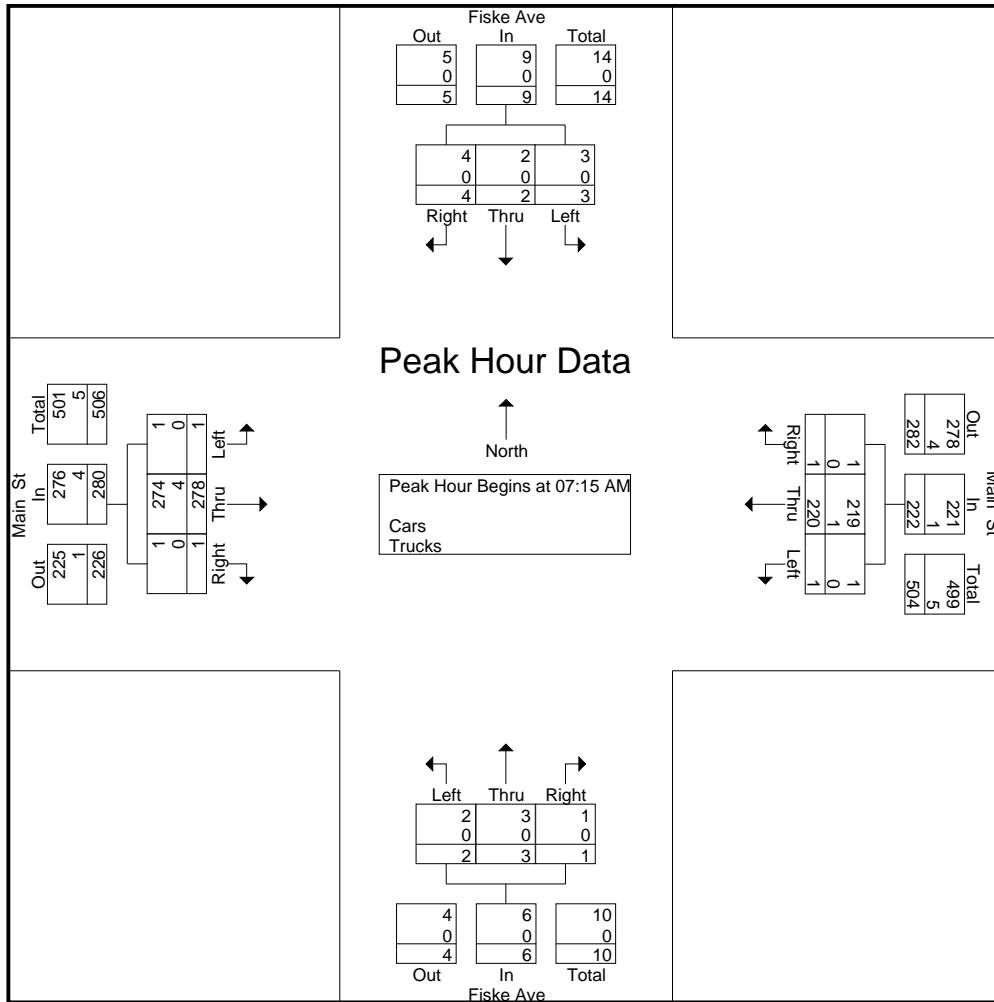 Fiske Ave
Out In Total
5 9 14
0 0 0
5 9 14
4 2 3
0 0 0
4 2 3
Right Thru Left
Peak Hour Data
North
Peak Hour Begins at 07:15 AM
Cars
Trucks
Main St
Total
501
5
506
In
276
4
280
Out
225
1
226
1
0
1
Left
274
4
278
Thru
1
0
1
Right
Right
1
0
1
Thru
219
1
220
Left
1
0
1
Main St
Out
278
4
282
In
221
1
222
Total
499
5
504
Left Thru Right
2 3 1
0 0 0
2 3 1
4 6 10
0 0 0
4 6 10
Out In Total
Fiske Ave